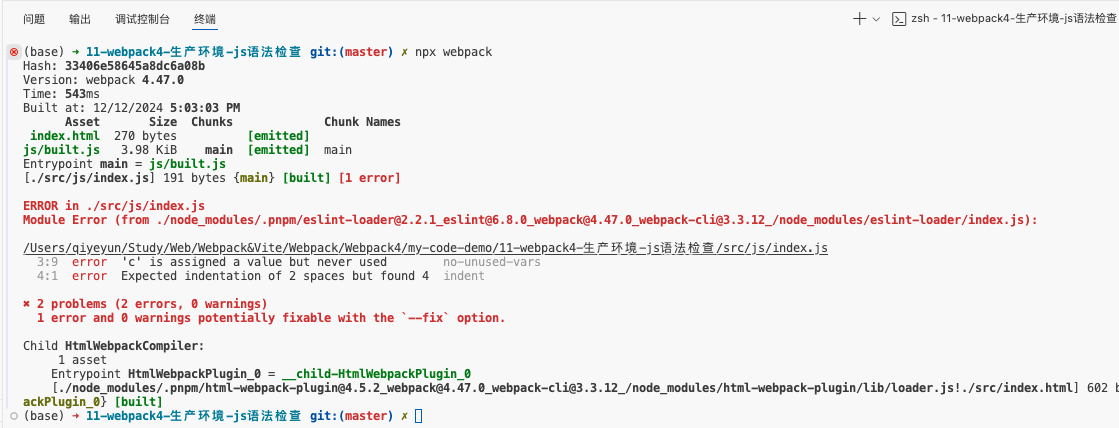 问题 输出 调试控制台 终端 zsh - 11-webpack4-生产环境-js语法检查
(base) ➜ 11-webpack4-生产环境-js语法检查 git:(master) ✗ npx webpack
Hash: 33406e58645a8dc6a08b
Version: webpack 4.47.0
Time: 543ms
Built at: 12/12/2024 5:03:03 PM
Asset Size Chunks Chunk Names
index.html 270 bytes [emitted]
js/built.js 3.98 KiB main [emitted] main
Entrypoint main = js/built.js
[./src/js/index.js] 191 bytes {main} [built] [1 error]
ERROR in ./src/js/index.js
Module Error (from ./node_modules/.pnpm/eslint-loader@2.2.1_eslint@6.8.0_webpack@4.47.0_webpack-cli@3.3.12_/node_modules/eslint-loader/index.js):
/Users/qiyeyun/Study/Web/Webpack&Vite/Webpack/Webpack4/my-code-demo/11-webpack4-生产环境-js语法检查/src/js/index.js
3:9 error 'c' is assigned a value but never used no-unused-vars
4:1 error Expected indentation of 2 spaces but found 4 indent
✖ 2 problems (2 errors, 0 warnings)
1 error and 0 warnings potentially fixable with the `--fix` option.
Child HtmlWebpackCompiler:
1 asset
Entrypoint HtmlWebpackPlugin_0 = __child-HtmlWebpackPlugin_0
[./node_modules/.pnpm/html-webpack-plugin@4.5.2_webpack@4.47.0_webpack-cli@3.3.12_/node_modules/html-webpack-plugin/lib/loader.js!./src/index.html] 602 b
ackPlugin_0} [built]
(base) ➜ 11-webpack4-生产环境-js语法检查 git:(master) ✗